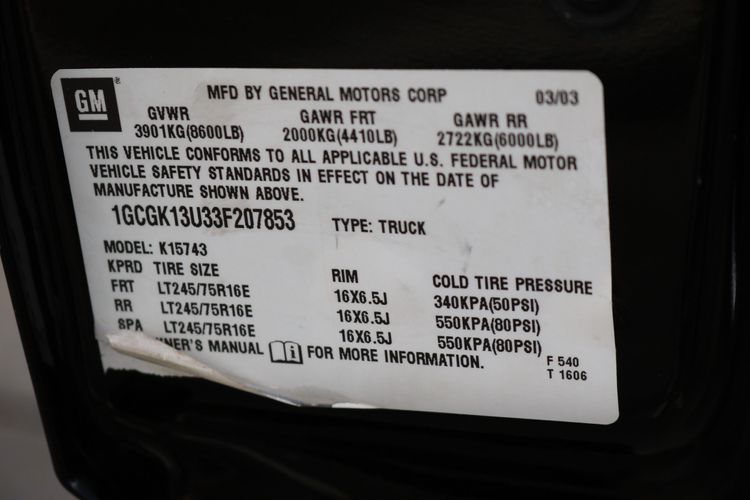 GM
MFD BY GENERAL MOTORS CORP 03/03
GVWR GAWR FRT GAWR RR
3901KG(8600LB) 2000KG(4410LB) 2722KG(6000LB)
THIS VEHICLE CONFORMS TO ALL APPLICABLE U.S. FEDERAL MOTOR
VEHICLE SAFETY STANDARDS IN EFFECT ON THE DATE OF
MANUFACTURE SHOWN ABOVE.
1GCGK13U33F207853 TYPE: TRUCK
MODEL: K15743
KPRD TIRE SIZE RIM COLD TIRE PRESSURE
FRT LT245/75R16E 16X6.5J 340KPA(50PSI)
RR LT245/75R16E 16X6.5J 550KPA(80PSI)
SPA LT245/75R16E 16X6.5J 550KPA(80PSI)
NER'S MANUAL FOR MORE INFORMATION.
F 540
T 1606